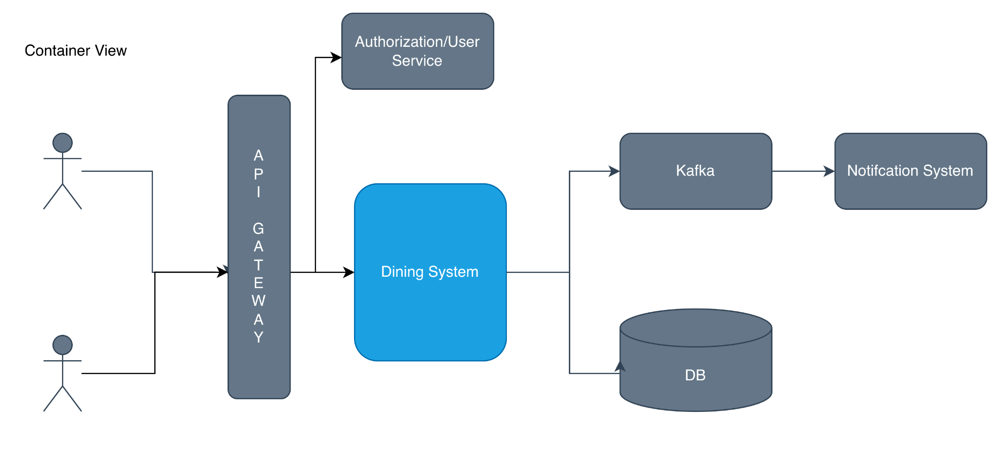 Container View
Authorization/User
Service
A
P
I
G
A
T
E
W
A
Y
Kafka
Notifcation System
Dining System
DB